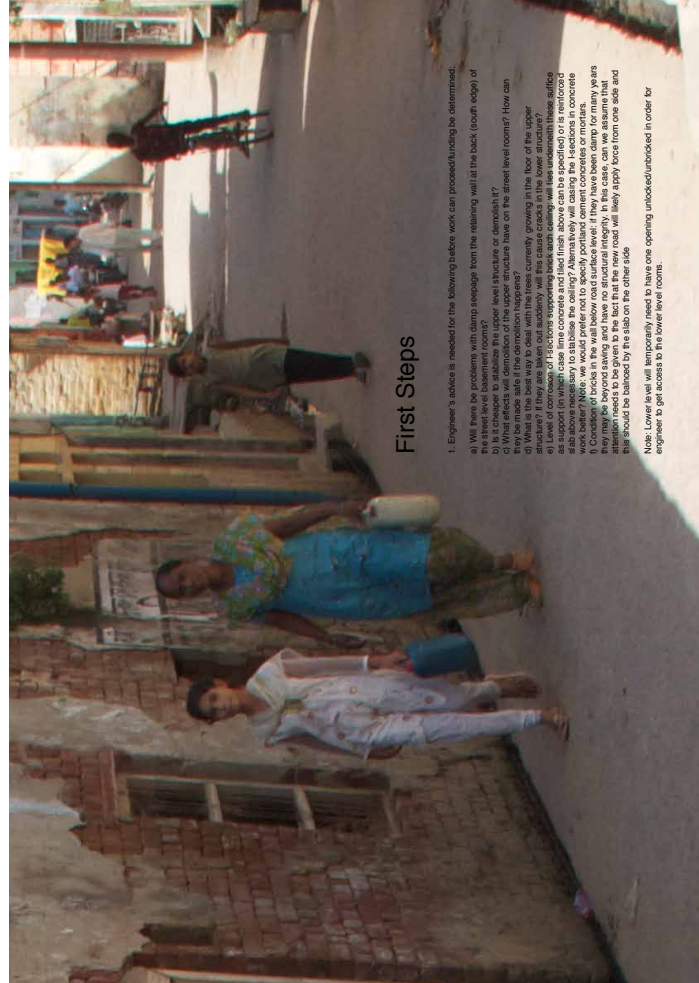 First Steps
1. Engineer's advice is needed for the following before work can proceed/funding be determined:
a) Will there be problems with damp seepage from the retaining wall at the back (south edge) of
the street level basement rooms?
b) Is it cheaper to stabilize the upper level structure or demolish it?
c) What effects will demolition of the upper structure have on the street level rooms? How can
they be made safe if the demolition happens?
d) What is the best way to deal with the trees currently growing in the floor of the upper
structure? If they are taken out suddenly will this cause cracks in the lower structure?
e) Level of corrosion of I-sections supporting brick arch ceiling: will ties underneath these suffice
as support (in which case lime concrete and tiled finish above can be specified) or is reinforced
slab above necessary to stabilise the ceiling? Alternatively will casing the I-sections in concrete
work better? Note: we would prefer not to specify portland cement concretes or mortars.
f) Condition of bricks in the wall below road surface level: if they have been damp for many years
they may be beyond saving and have no structural integrity. In this case, can we assume that
attention needs to be given to the fact that the new road will likely apply force from one side and
this should be balnced by the slab on the other side
Note: Lower level will temporarily need to have one opening unlocked/unbricked in order for
engineer to get access to the lower level rooms.